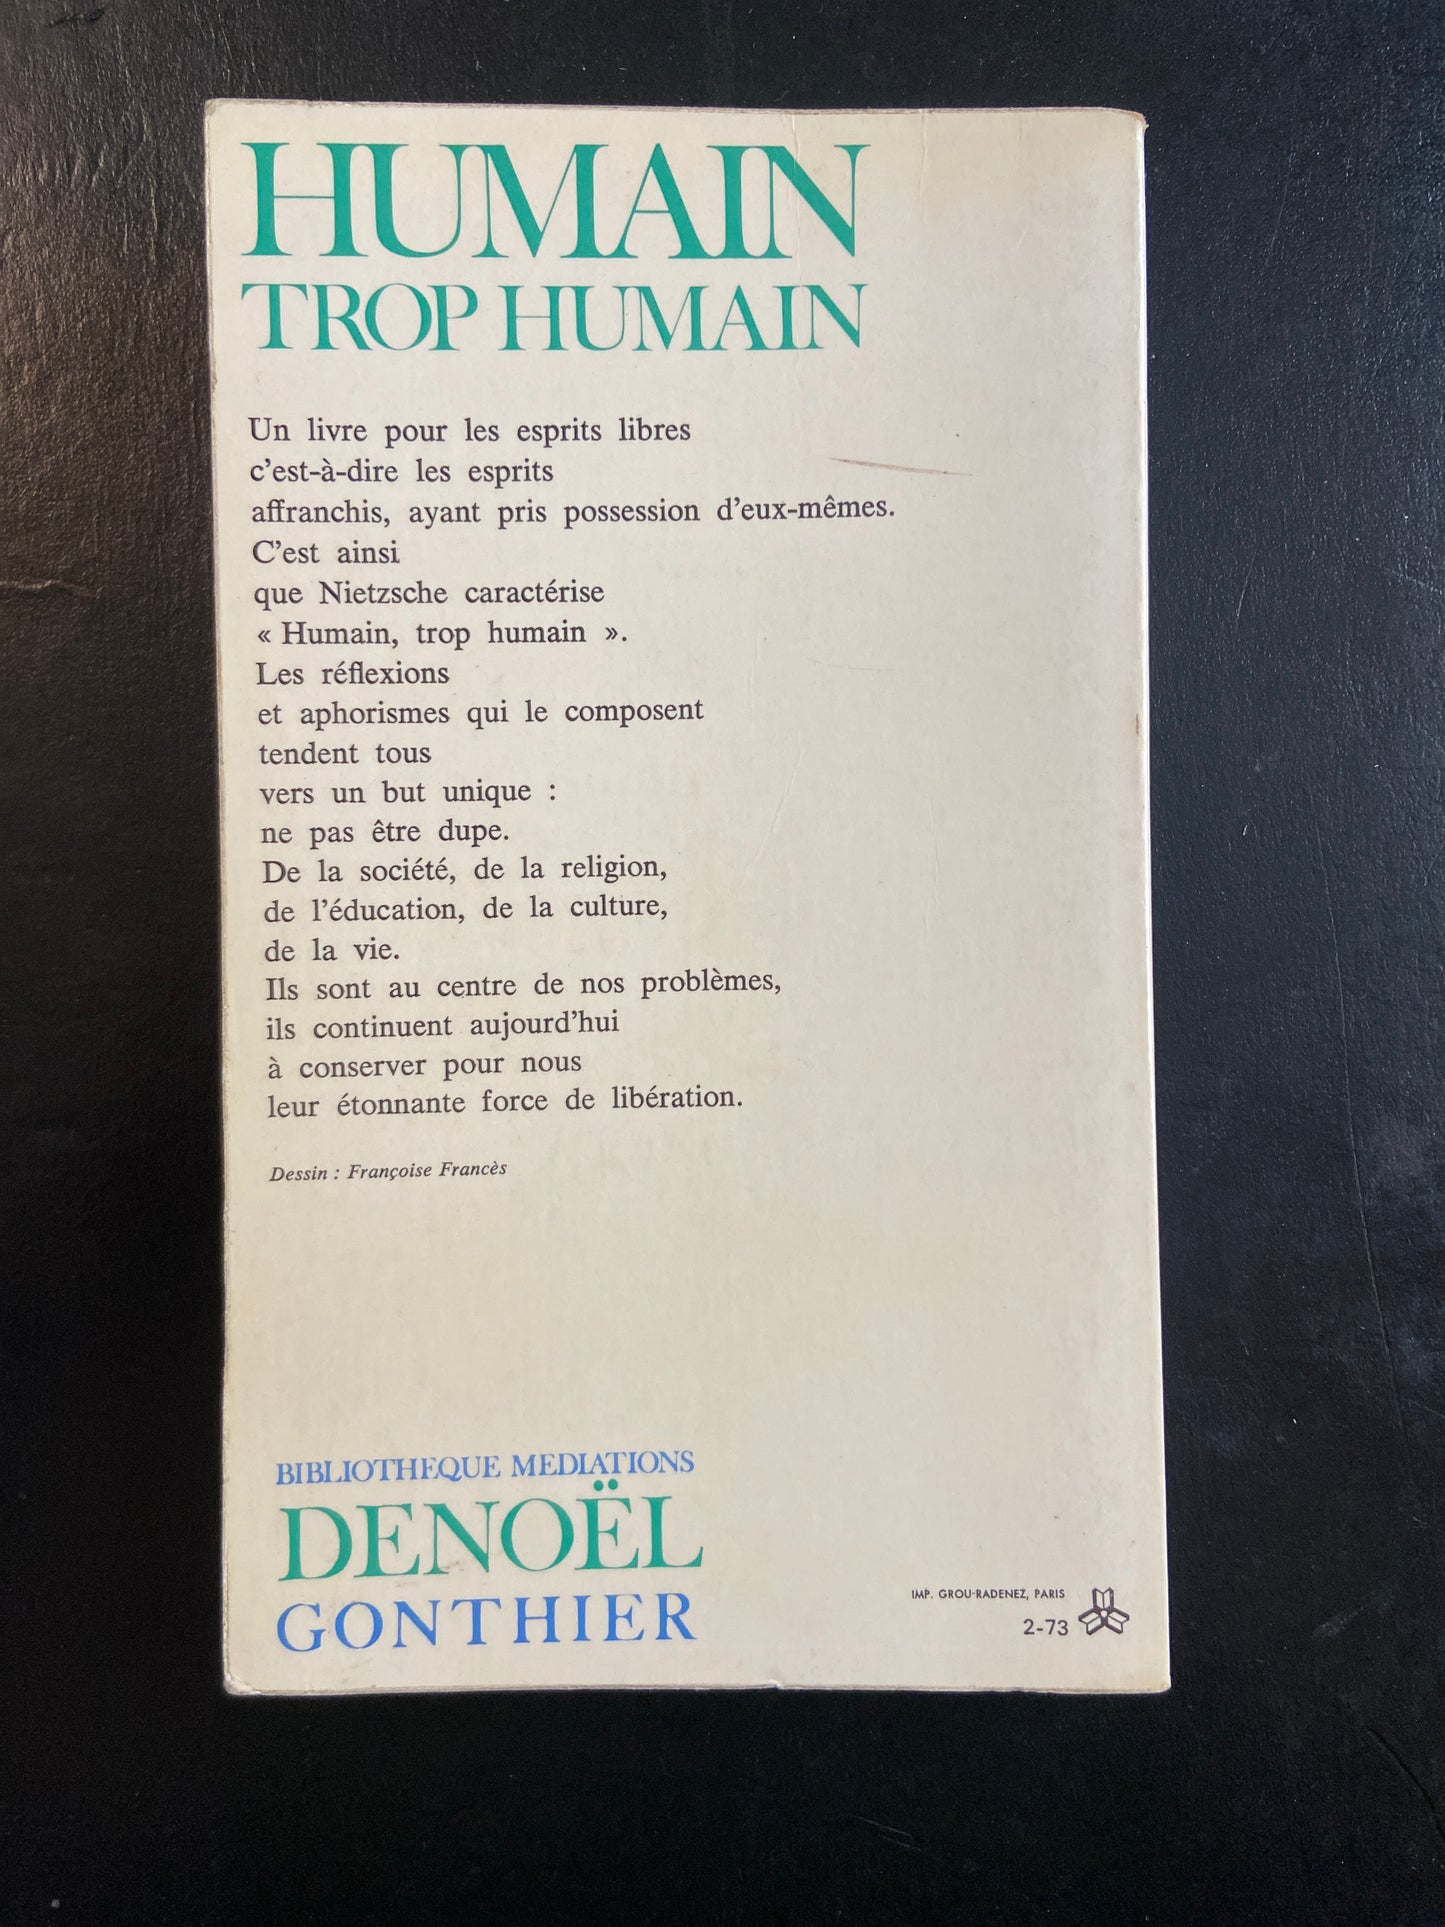 HUMAIN
TROP HUMAIN
Un livre pour les esprits libres
c'est-à-dire les esprits
affranchis, ayant pris possession d'eux-mêmes.
C'est ainsi
que Nietzsche caractérise
« Humain, trop humain ».
Les réflexions
et aphorismes qui le composent
tendent tous
vers un but unique :
ne pas être dupe.
De la société, de la religion,
de l'éducation, de la culture,
de la vie.
Ils sont au centre de nos problèmes,
ils continuent aujourd'hui
à conserver pour nous
leur étonnante force de libération.
Dessin : Françoise Francès
BIBLIOTHEQUE MEDIATIONS
DENOËL
GONTHIER
IMP. GROU-RADENEZ, PARIS
2-73